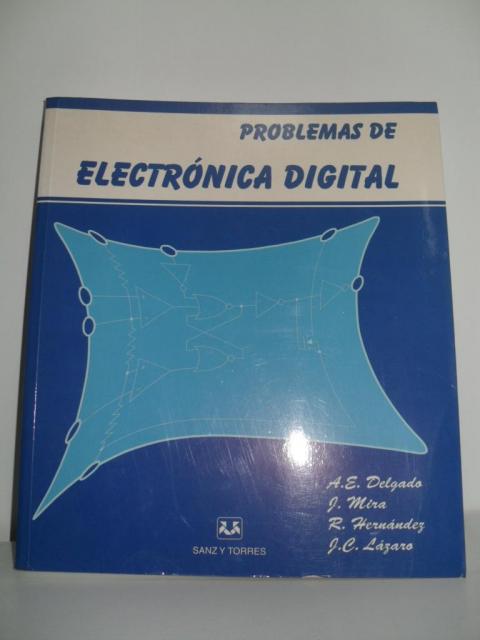 PROBLEMAS DE
ELECTRÓNICA DIGITAL
A.E. Delgado
J. Mira
R. Hernández
J.C. Lázaro
SANZ Y TORRES